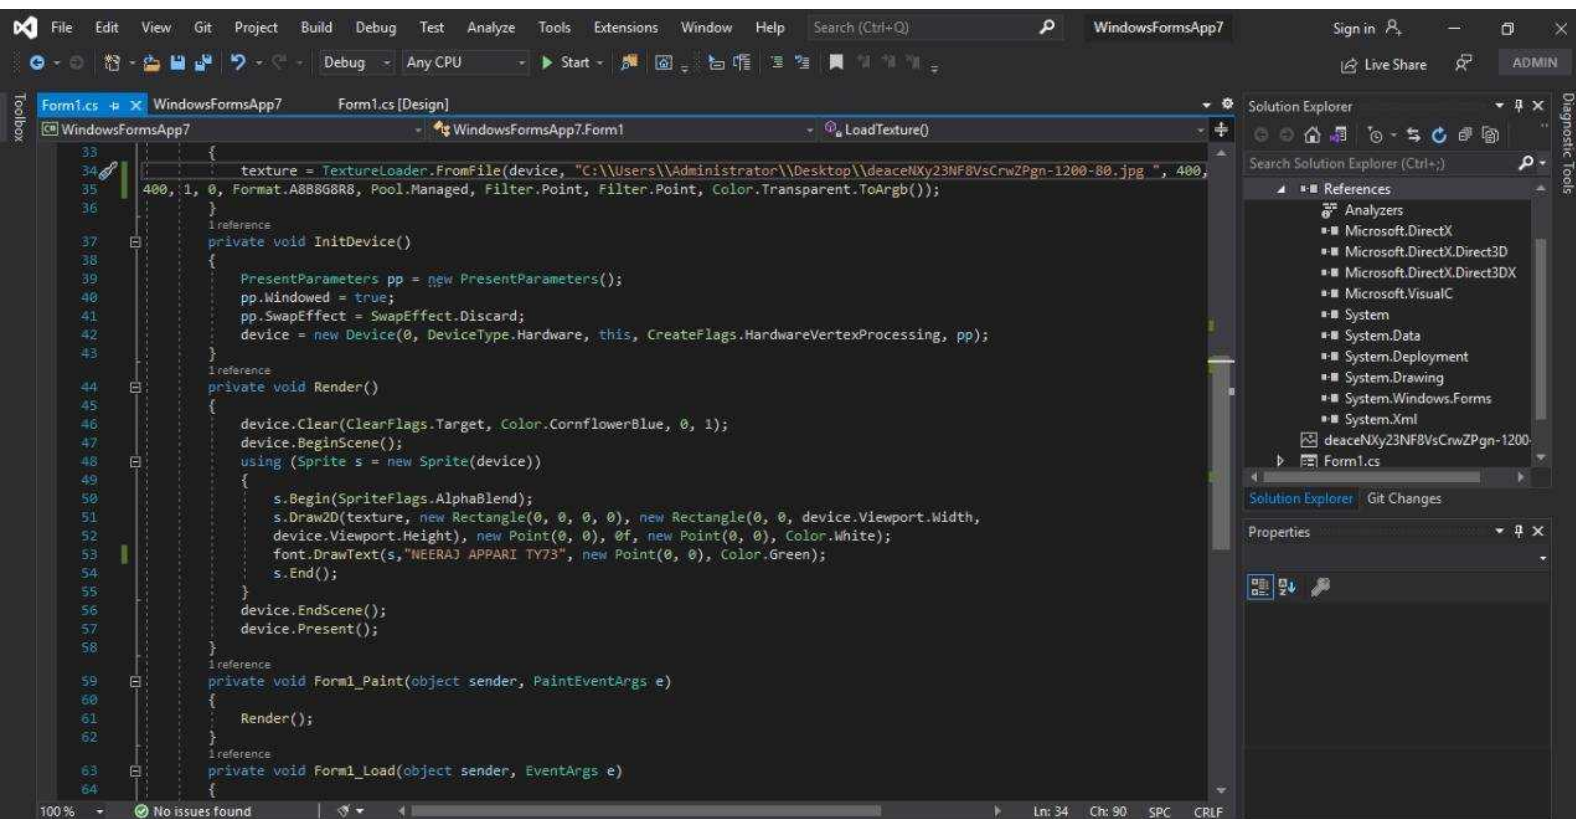 File Edit View Git Project Build Debug Test Analyze Tools Extensions Window Help Search (Ctrl+Q) WindowsFormsApp7 Sign in
Debug Any CPU Start Live Share ADMIN
Toolbox
Form1.cs WindowsFormsApp7 Form1.cs [Design]
WindowsFormsApp7 WindowsFormsApp7.Form1 LoadTexture()
33 {
34 texture = TextureLoader.FromFile(device, "C:\\Users\\Administrator\\Desktop\\deaceNXy23NF8VsCrwZPgn-1200-80.jpg ", 400,
35 400, 1, 0, Format.A8B8G8R8, Pool.Managed, Filter.Point, Filter.Point, Color.Transparent.ToArgb());
36 }
1 reference
37 private void InitDevice()
38 {
39 PresentParameters pp = new PresentParameters();
40 pp.Windowed = true;
41 pp.SwapEffect = SwapEffect.Discard;
42 device = new Device(0, DeviceType.Hardware, this, CreateFlags.HardwareVertexProcessing, pp);
43 }
1 reference
44 private void Render()
45 {
46 device.Clear(ClearFlags.Target, Color.CornflowerBlue, 0, 1);
47 device.BeginScene();
48 using (Sprite s = new Sprite(device))
49 {
50 s.Begin(SpriteFlags.AlphaBlend);
51 s.Draw2D(texture, new Rectangle(0, 0, 0, 0), new Rectangle(0, 0, device.Viewport.Width,
52 device.Viewport.Height), new Point(0, 0), 0f, new Point(0, 0), Color.White);
53 font.DrawText(s,"NEERAJ APPARI TY73", new Point(0, 0), Color.Green);
54 s.End();
55 }
56 device.EndScene();
57 device.Present();
58 }
1 reference
59 private void Form1_Paint(object sender, PaintEventArgs e)
60 {
61 Render();
62 }
1 reference
63 private void Form1_Load(object sender, EventArgs e)
64 {
100 % No issues found Ln: 34 Ch: 90 SPC CRLF
Solution Explorer
Search Solution Explorer (Ctrl+;)
References
Analyzers
Microsoft.DirectX
Microsoft.DirectX.Direct3D
Microsoft.DirectX.Direct3DX
Microsoft.VisualC
System
System.Data
System.Deployment
System.Drawing
System.Windows.Forms
System.Xml
deaceNXy23NF8VsCrwZPgn-1200-
Form1.cs
Solution Explorer Git Changes
Properties
Diagnostic Tools